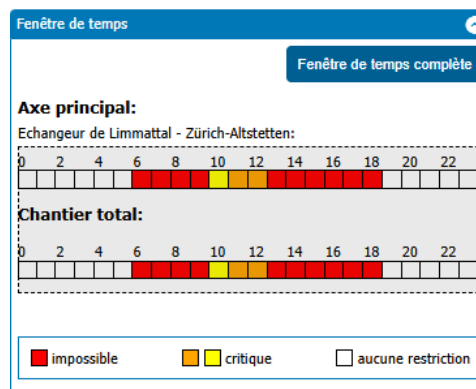 Fenêtre de temps
Fenêtre de temps complète
Axe principal:
Echangeur de Limmattal - Zürich-Altstetten:
0 2 4 6 8 10 12 14 16 18 20 22
Chantier total:
0 2 4 6 8 10 12 14 16 18 20 22
impossible critique aucune restriction